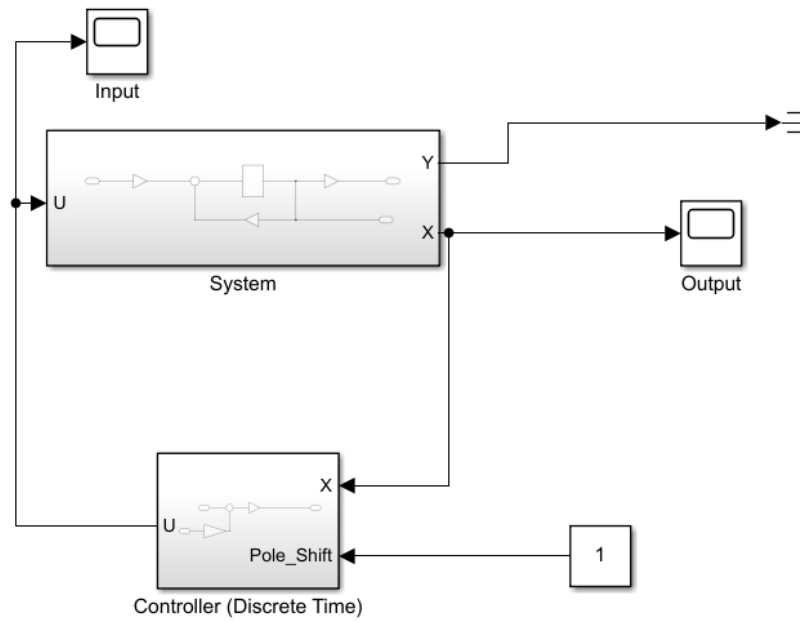 Input
Y
U
X
System
Output
X
U
Pole_Shift
1
Controller (Discrete Time)